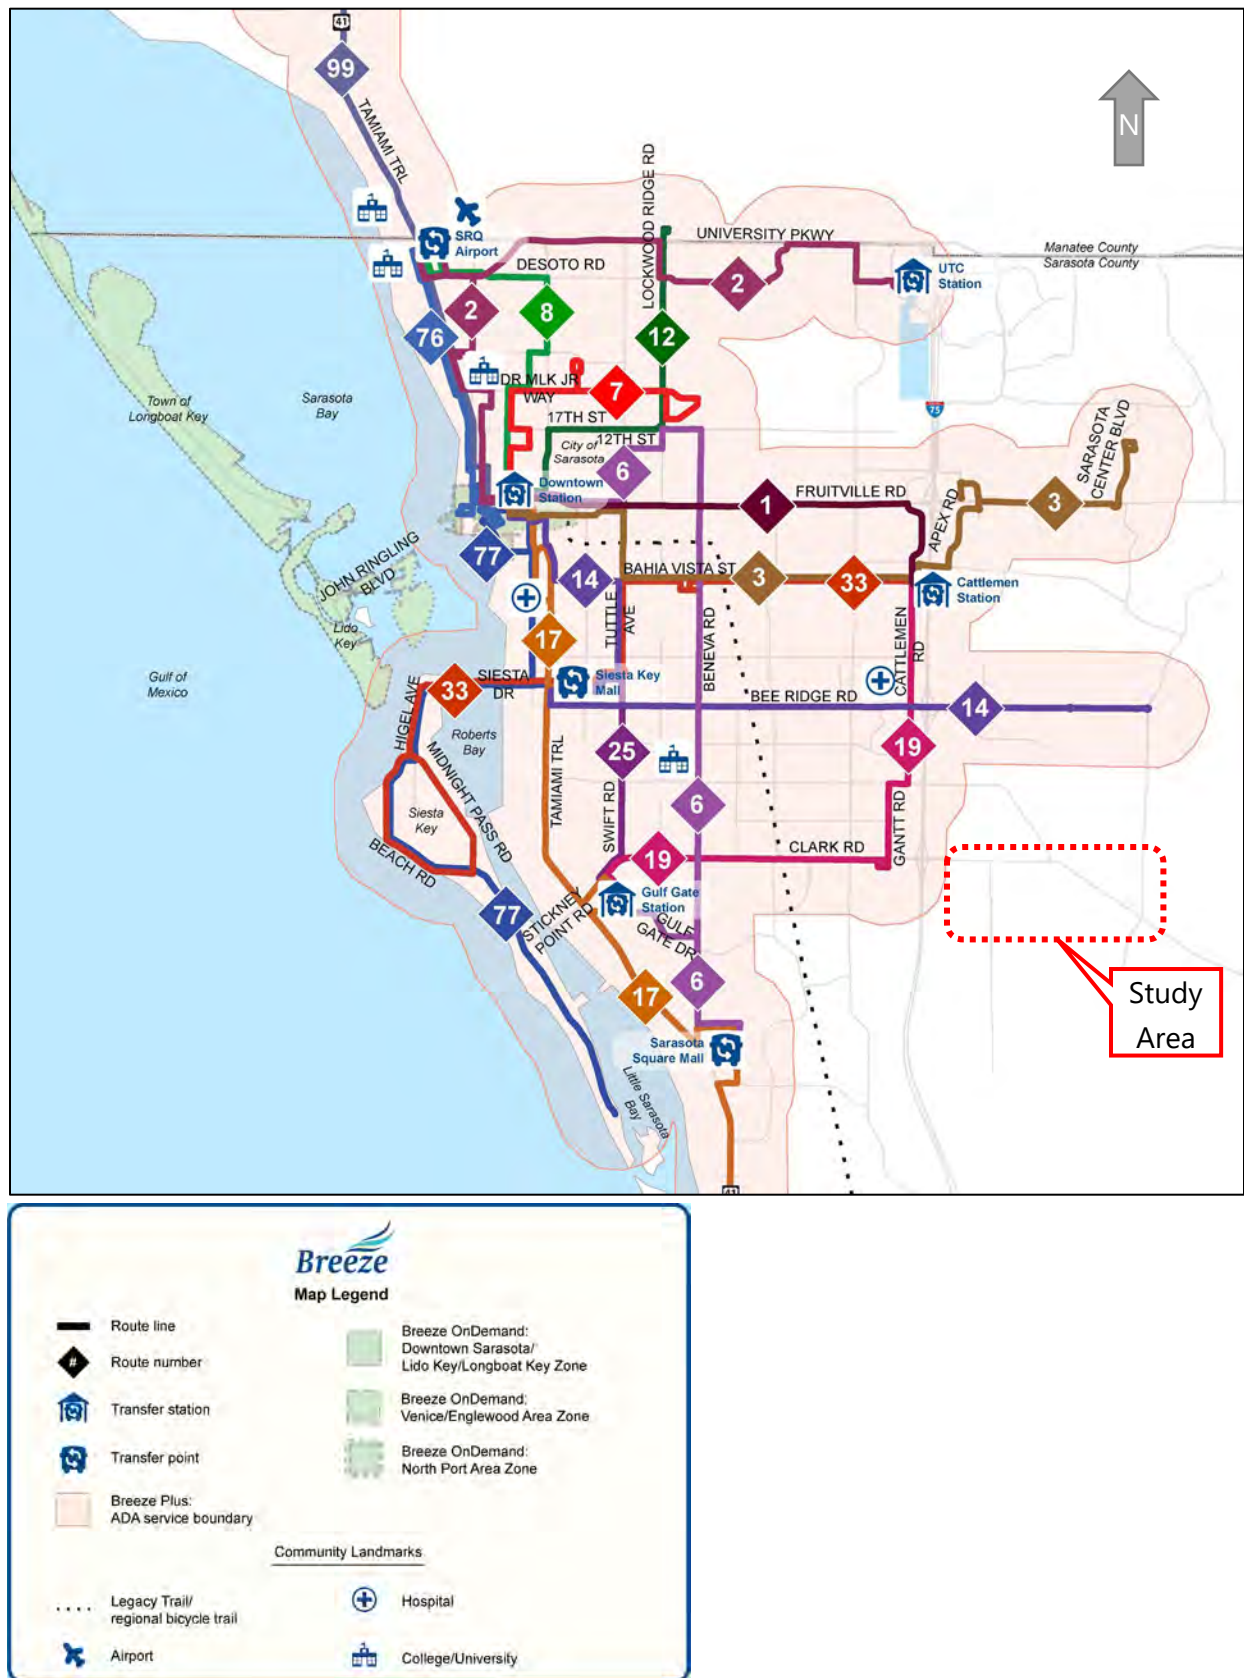 41
99
TAMIAMI TRL
N
LOCKWOOD RIDGE RD
SRQ
Airport
UNIVERSITY PKWY
Manatee County
Sarasota County
DESOTO RD
UTC
Station
2
2
8
76
12
DR MLK JR
WAY
7
Town of
Longboat Key
Sarasota
Bay
75
17TH ST
12TH ST
City of
Sarasota
SARASOTA
CENTER BLVD
6
Downtown
Station
1
FRUITVILLE RD
APEX RD
3
77
JOHN RINGLING
BLVD
14
BAHIA VISTA ST
3
33
Cattlemen
Station
TUTTLE
AVE
BENEVA RD
CATTLEMEN
RD
Lido
Key
17
Gulf of
Mexico
HIGEL AVE
33
SIESTA
DR
Siesta Key
Mall
BEE RIDGE RD
14
Roberts
Bay
MIDNIGHT PASS RD
TAMIAMI TRL
25
19
SWIFT RD
6
Siesta
Key
GANTT RD
BEACH RD
19
CLARK RD
77
STICKNEY
POINT RD
Gulf Gate
Station
GULF
GATE DR
6
17
Study
Area
Sarasota
Square Mall
Little Sarasota
Bay
41
Breeze
Map Legend
Route line
#
Route number
Transfer station
Transfer point
Breeze Plus:
ADA service boundary
Breeze OnDemand:
Downtown Sarasota/
Lido Key/Longboat Key Zone
Breeze OnDemand:
Venice/Englewood Area Zone
Breeze OnDemand:
North Port Area Zone
Community Landmarks
Legacy Trail/
regional bicycle trail
Hospital
Airport
College/University